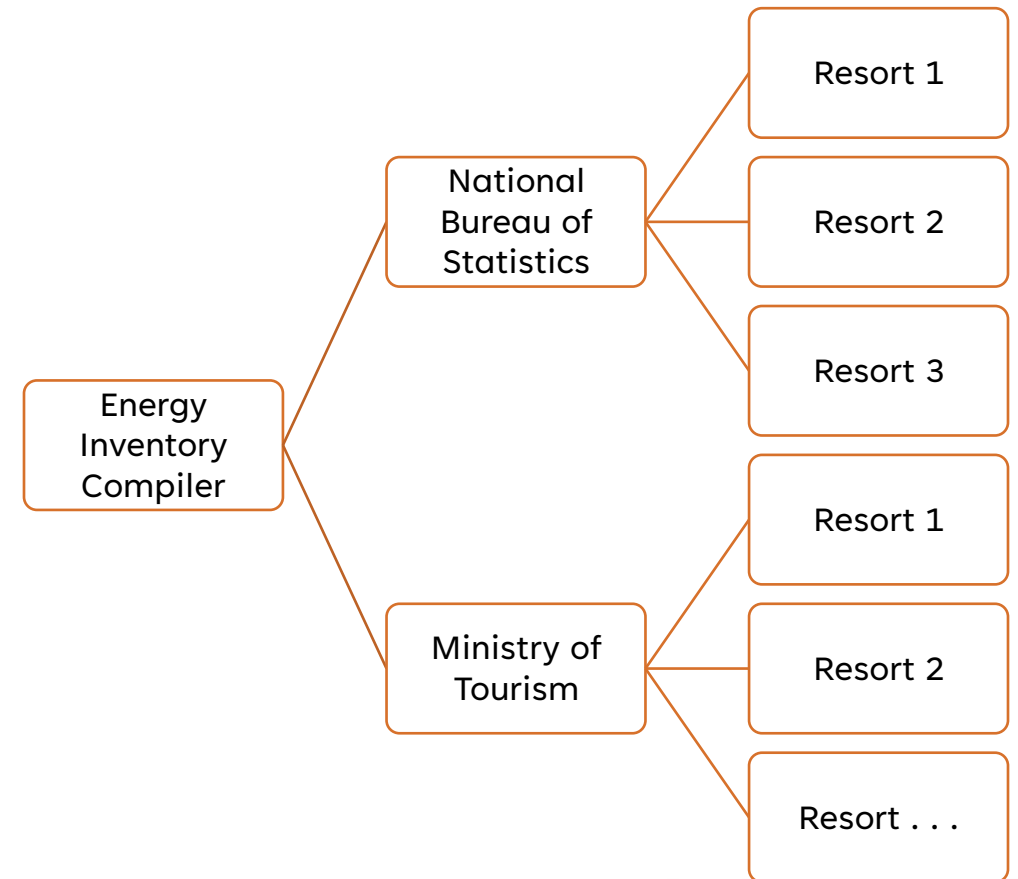 Energy
Inventory
Compiler
National
Bureau of
Statistics
Resort 1
Resort 2
Resort 3
Ministry of
Tourism
Resort 1
Resort 2
Resort . . .